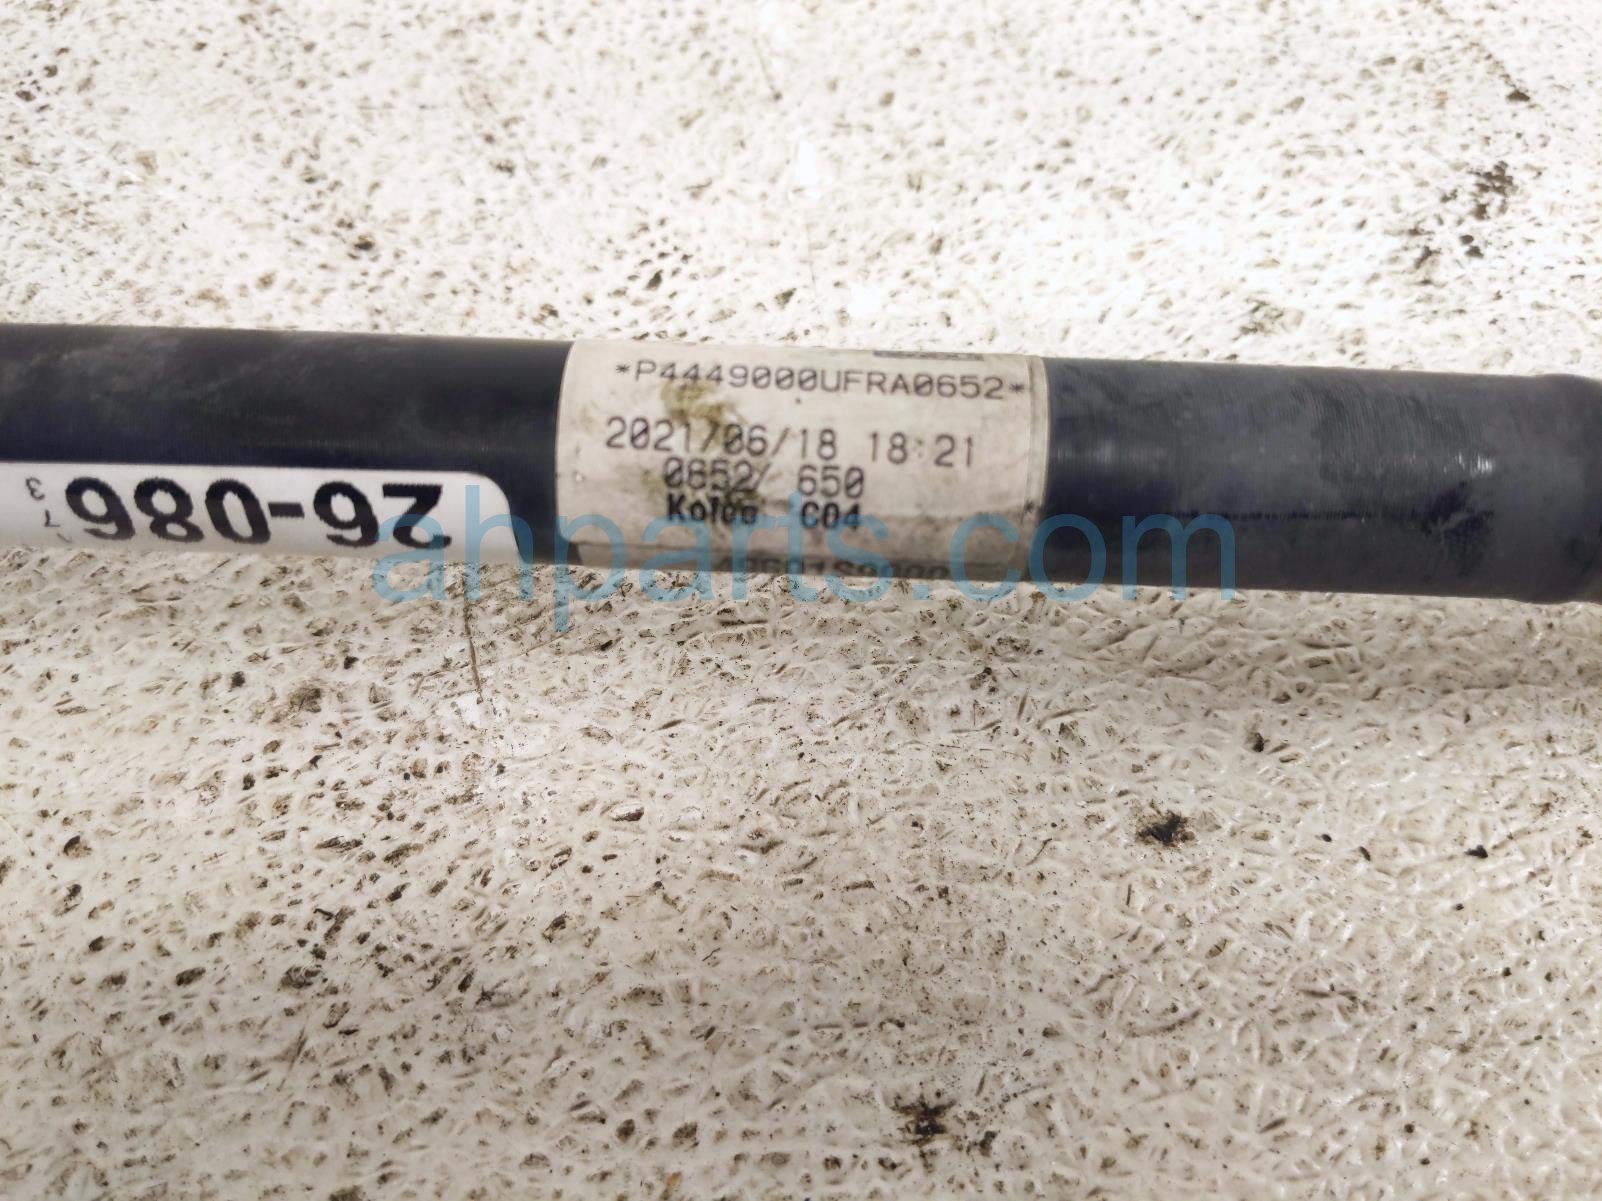 *P4449000UFRA0652*
2021/06/18 18:21
0652/ 650
C04
26-086
ahparts.com